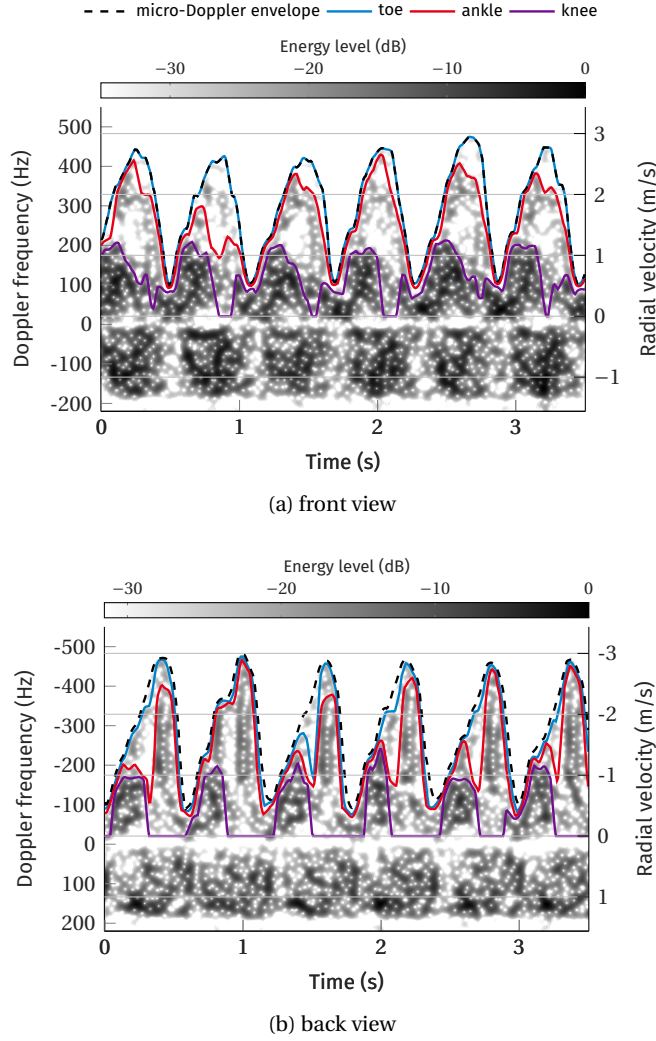 micro-Doppler envelope toe ankle knee
Energy level (dB)
−30 −20 −10 0
500
400
300
200
100
0
-100
-200
Doppler frequency (Hz)
3
2
1
0
−1
Radial velocity (m/s)
0 1 2 3
Time (s)
(a) front view
Energy level (dB)
−30 −20 −10 0
-500
-400
-300
-200
-100
0
100
200
Doppler frequency (Hz)
-3
-2
-1
0
1
Radial velocity (m/s)
0 1 2 3
Time (s)
(b) back view